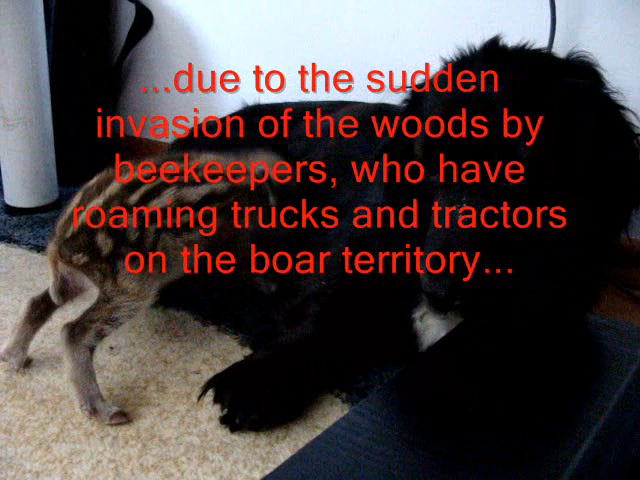 ...due to the sudden
invasion of the woods by
beekeepers, who have
roaming trucks and tractors
on the boar territory...